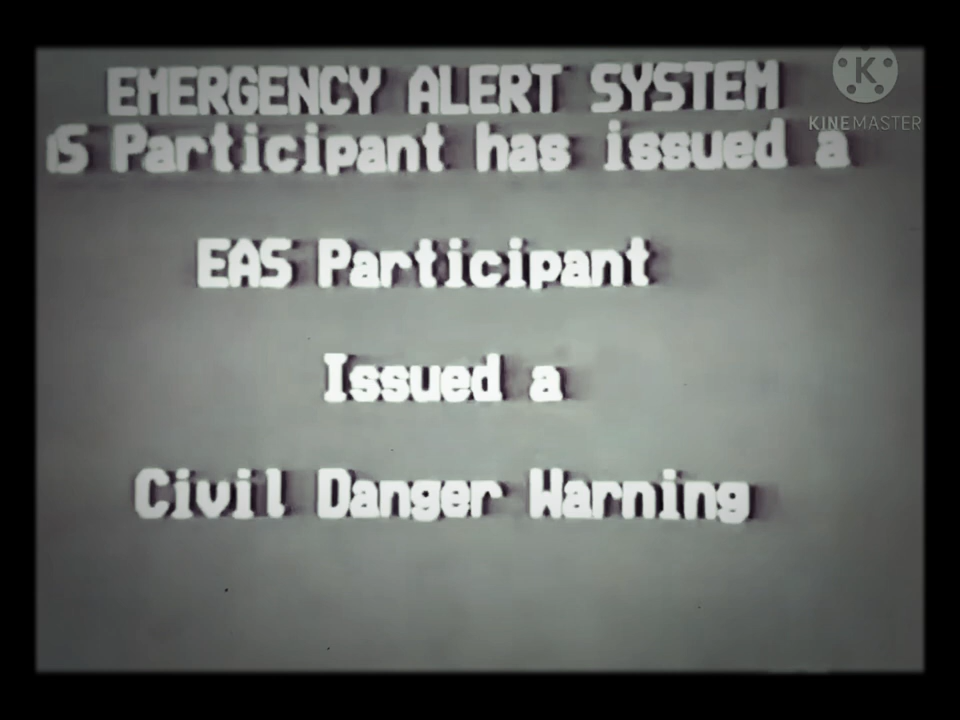 EMERGENCY ALERT SYSTEM
K
KINEMASTER
S Participant has issued a
EAS Participant
Issued a
Civil Danger Warning